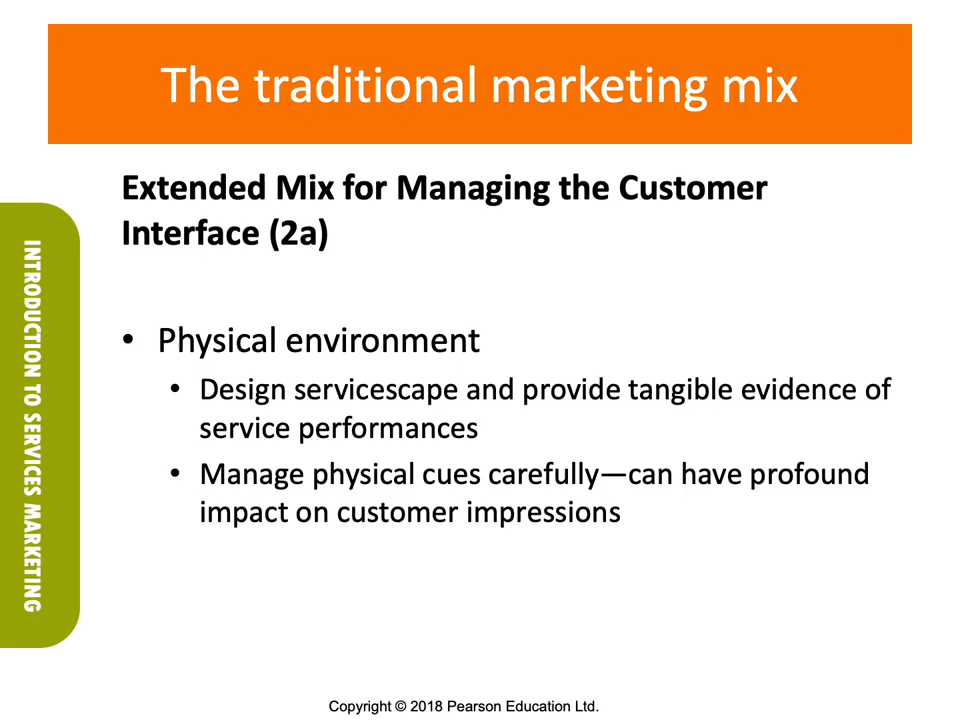 The traditional marketing mix
Extended Mix for Managing the Customer
Interface (2a)
INTRODUCTION TO SERVICES MARKETING
• Physical environment
• Design servicescape and provide tangible evidence of
service performances
• Manage physical cues carefully—can have profound
impact on customer impressions
Copyright © 2018 Pearson Education Ltd.